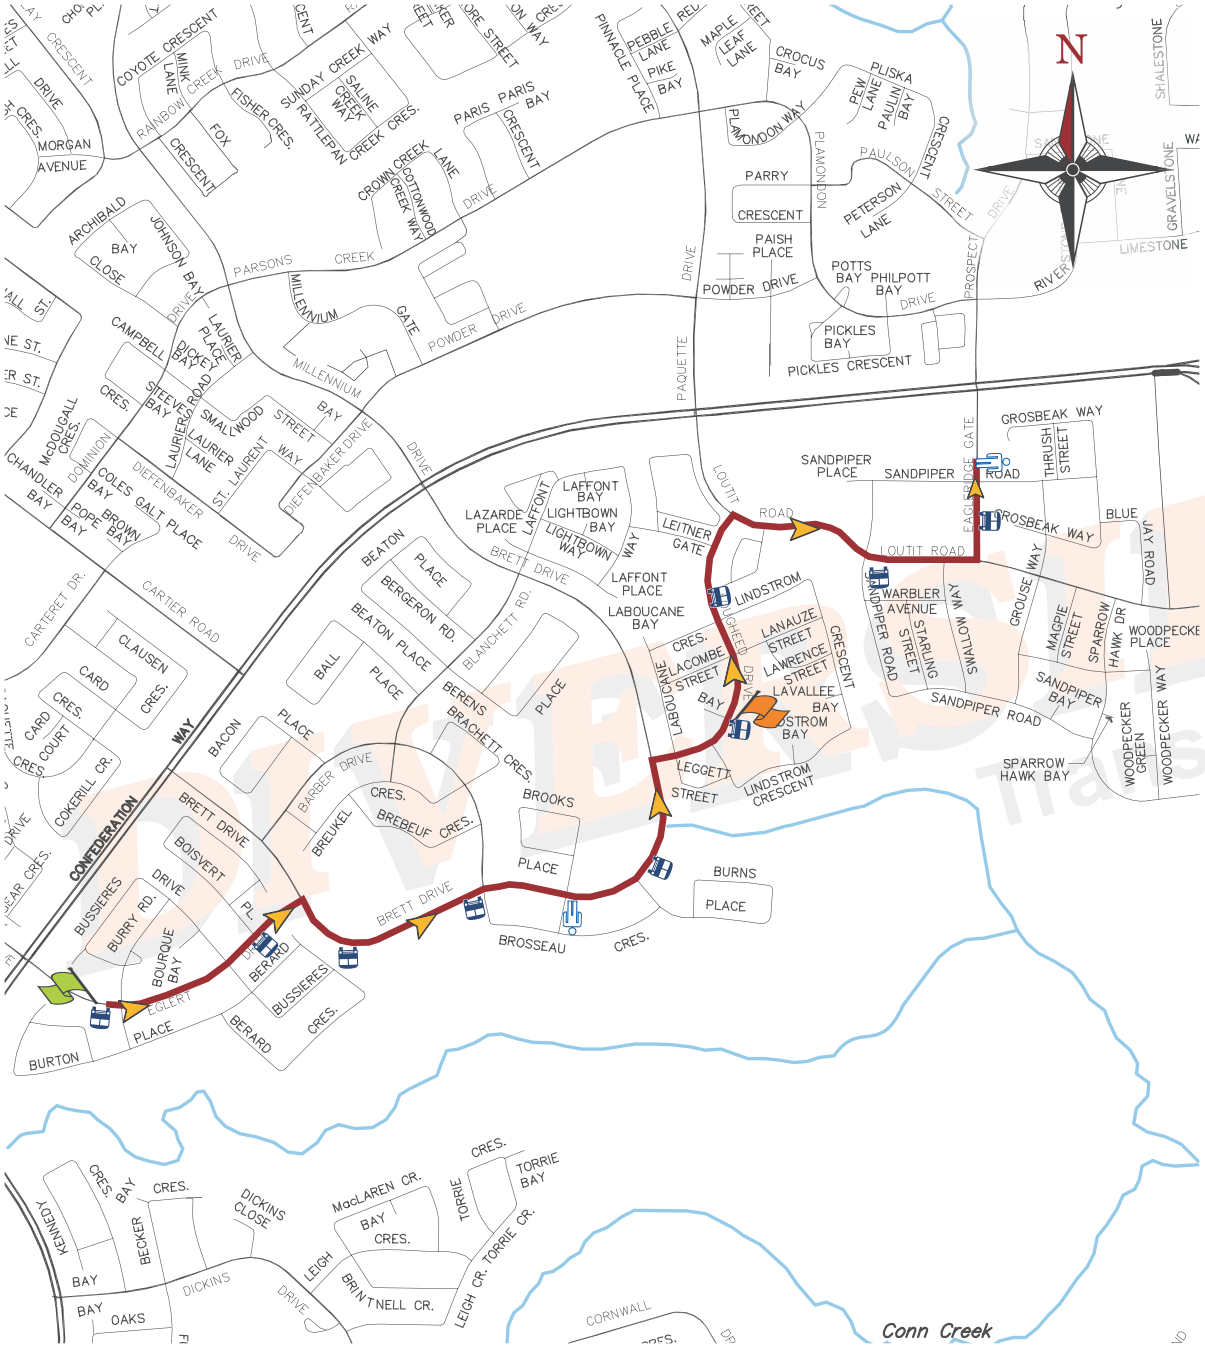 CRESCENT
COYOTE CRESCENT
MINK
LANE
RAINBOW CREEK DRIVE
FISHER CRES.
FOX
CRESCENT
CRESCENT
SUNDAY CREEK WAY
SALINE
CREEK
WAY
RATTLEPAN
CREEK CRES.
PARIS
PARIS
BAY
CRESCENT
CROWN CREEK
LANE
COTTONWOOD
CREEK WAY
DRIVE
PARSONS
CREEK
PINNACLE PLACE
PEBBLE
LANE
PIKE
BAY
MAPLE
LEAF
LANE
CROCUS
BAY
PLISKA
PEW
LANE
CRESCENT
PLAMONDON
PAULSON
STREET
PETERSON
LANE
PARRY
CRESCENT
PAISH
PLACE
POTTS
BAY
PHILPOTT
BAY
POWDER DRIVE
DRIVE
PICKLES
BAY
PICKLES CRESCENT
PROSPECT
DRIVE
N
SHALESTONE
GRAVELSTONE
LIMESTONE
DRIVE
CRES.
MORGAN
AVENUE
ARCHIBALD
BAY
CLOSE
JOHNSON BAY
DRIVE
MILLENNIUM
GATE
POWDER
DRIVE
DRIVE
PAQUETTE
CAMPBELL
BAY
DICKEY
BAY
LAURIER
PLACE
MILLENNIUM
BAY
DRIVE
CRES.
McDOUGALL
CRES.
LAURIER
LANE
STREET
WAY
ST. LAURENT
DIEFENBAKER DRIVE
DOMINION
DIEFENBAKER
DRIVE
CHANDLER
BAY
POPE
BAY
COLES
BAY
GALT PLACE
BROWN
BAY
CARTIER ROAD
CARTERET DR.
CLAUSEN
CRES.
CARD
CRES.
CARD
COURT
CRES.
COKERILL CR.
CONFEDERATION
WAY
BEATON
PLACE
BERGERON RD.
BEATON PLACE
BALL
PLACE
BACON
PLACE
BLANCHETT RD.
BERENS
PLACE
BRACHETT CRES.
BARBER DRIVE
CRES.
BREUKEL
BREBEUF CRES.
BROOKS
PLACE
LAZARDE
PLACE
LAFFONT
LAFFONT
BAY
LIGHTBOWN
BAY
LIGHTBOWN
WAY
WAY
LEITNER
GATE
BRETT DRIVE
LAFFONT
PLACE
LABOUCANE
BAY
LOUTIT
ROAD
LINDSTROM
CRES.
LACOMBE
STREET
LABOUCANE
BAY
LANAUZE
STREET
LAWRENCE
STREET
CRESCENT
DRIVE
LAVALLEE
BAY
BAY
LEGGETT
STREET
LINDSTROM
CRESCENT
SANDPIPER
PLACE
SANDPIPER
ROAD
GROSBEAK WAY
THRUSH
STREET
EAGLERIDGE GATE
GROSBEAK WAY
BLUE
JAY ROAD
LOUTIT ROAD
SANDPIPER ROAD
WARBLER
AVENUE
STARLING
STREET
SWALLOW WAY
GROUSE WAY
MAGPIE
STREET
SPARROW
HAWK DR
PLACE
SANDPIPER
BAY
SANDPIPER ROAD
SPARROW
HAWK BAY
WOODPECKER
GREEN
WOODPECKER WAY
BRETT DRIVE
BOISVERT
PL.
BUSSIERES
DRIVE
BURRY RD.
BOURQUE
BAY
BERARD
BUSSIERES
CRES.
BERARD
EGLERT
PLACE
BURTON
BRETT DRIVE
BROSSEAU
CRES.
BURNS
PLACE
KENNEDY
CRES.
BAY
CRES.
BECKER
BAY
BAY
OAKS
DICKINS
CLOSE
DICKINS
DRIVE
LEIGH
MacLAREN CR.
BAY
CRES.
BRINTNELL CR.
TORRIE
CRES.
TORRIE
BAY
LEIGH CR.
TORRIE CR.
CORNWALL
Conn Creek